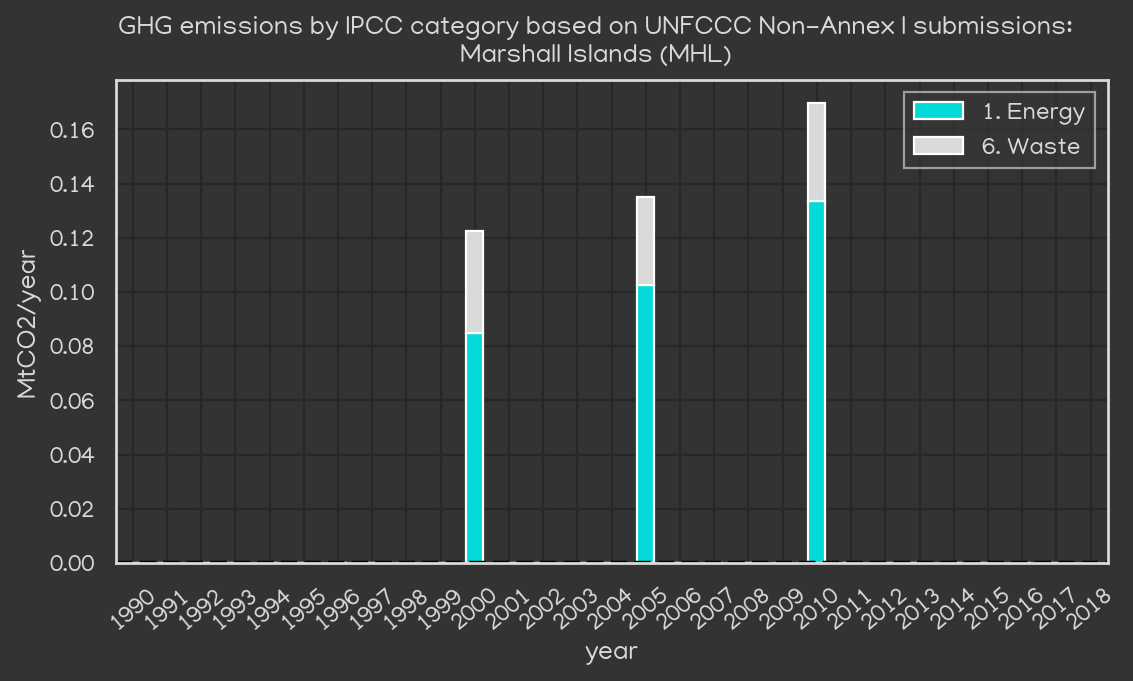 GHG emissions by IPCC category based on UNFCCC Non-Annex I submissions:
Marshall Islands (MHL)
1. Energy
6. Waste
MtCO2/year
0.16
0.14
0.12
0.10
0.08
0.06
0.04
0.02
0.00
1990 1991 1992 1993 1994 1995 1996 1997 1998 1999 2000 2001 2002 2003 2004 2005 2006 2007 2008 2009 2010 2011 2012 2013 2014 2015 2016 2017 2018
year